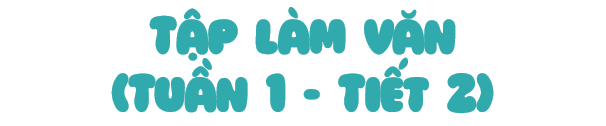 TẬP LÀM VĂN
(TUẦN 1 - TIẾT 2)